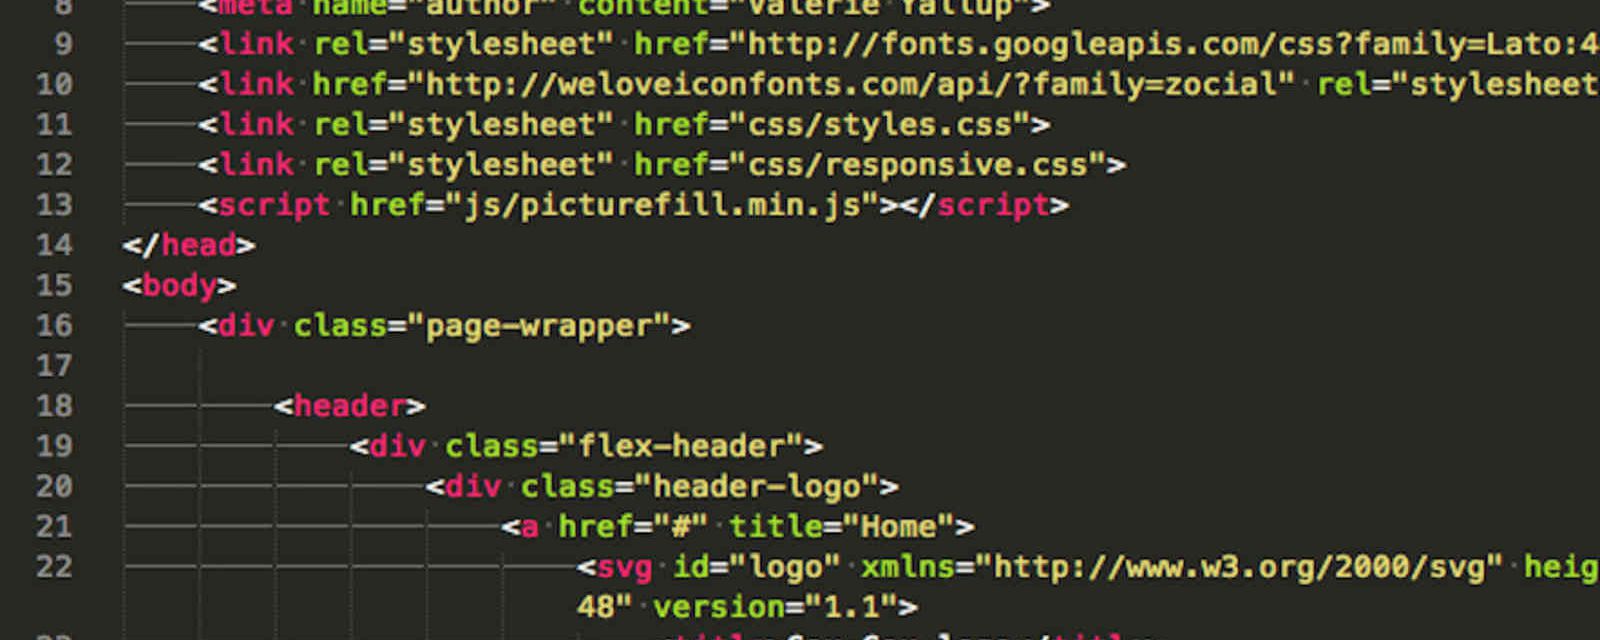 8 <meta name="author" content="Valerie Yallup">
9 <link rel="stylesheet" href="http://fonts.googleapis.com/css?family=Lato:4
10 <link href="http://weloveiconfonts.com/api/?family=zocial" rel="stylesheet
11 <link rel="stylesheet" href="css/styles.css">
12 <link rel="stylesheet" href="css/responsive.css">
13 <script href="js/picturefill.min.js"></script>
14 </head>
15 <body>
16 <div class="page-wrapper">
17
18 <header>
19 <div class="flex-header">
20 <div class="header-logo">
21 <a href="#" title="Home">
22 <svg id="logo" xmlns="http://www.w3.org/2000/svg" heig
48" version="1.1">